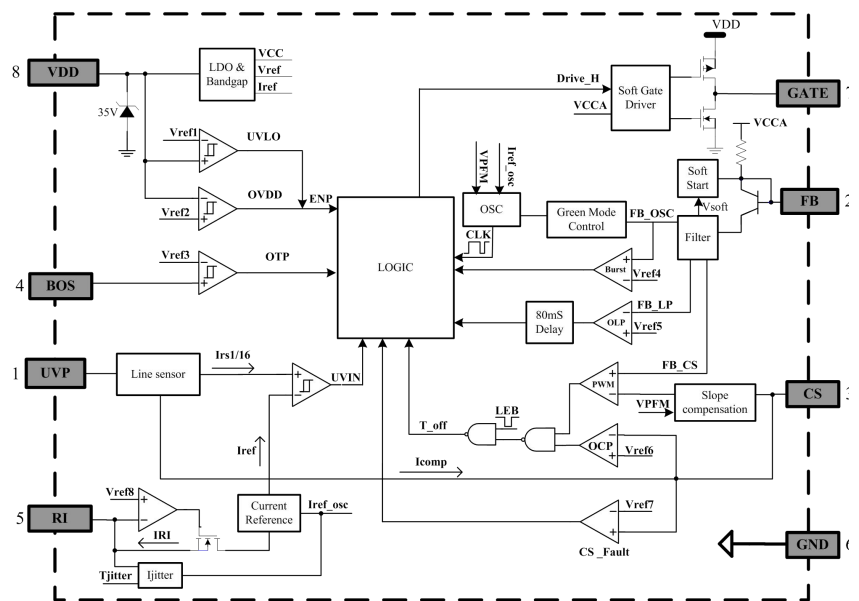 VDD
8
VDD
LDO &
Bandgap
VCC
Vref
Iref
35V
Drive_H
VCCA
Soft Gate
Driver
GATE
7
Vref1
UVLO
VCCA
VPFM
Iref_osc
Soft
Start
Vsoft
FB
2
Vref2
OVDD
ENP
OSC
Green Mode
Control
FB_OSC
Filter
CLK
Vref3
OTP
LOGIC
Burst
Vref4
4
BOS
FB_LP
80mS
Delay
OLP
Vref5
1
UVP
Line sensor
Irs1/16
UVIN
FB_CS
PWM
VPFM
Slope
compensation
CS
3
LEB
T_off
OCP
Vref6
Iref
Icomp
5
RI
Vref8
IRI
Current
Reference
Iref_osc
Vref7
CS_Fault
GND
6
Tjitter
Ijitter